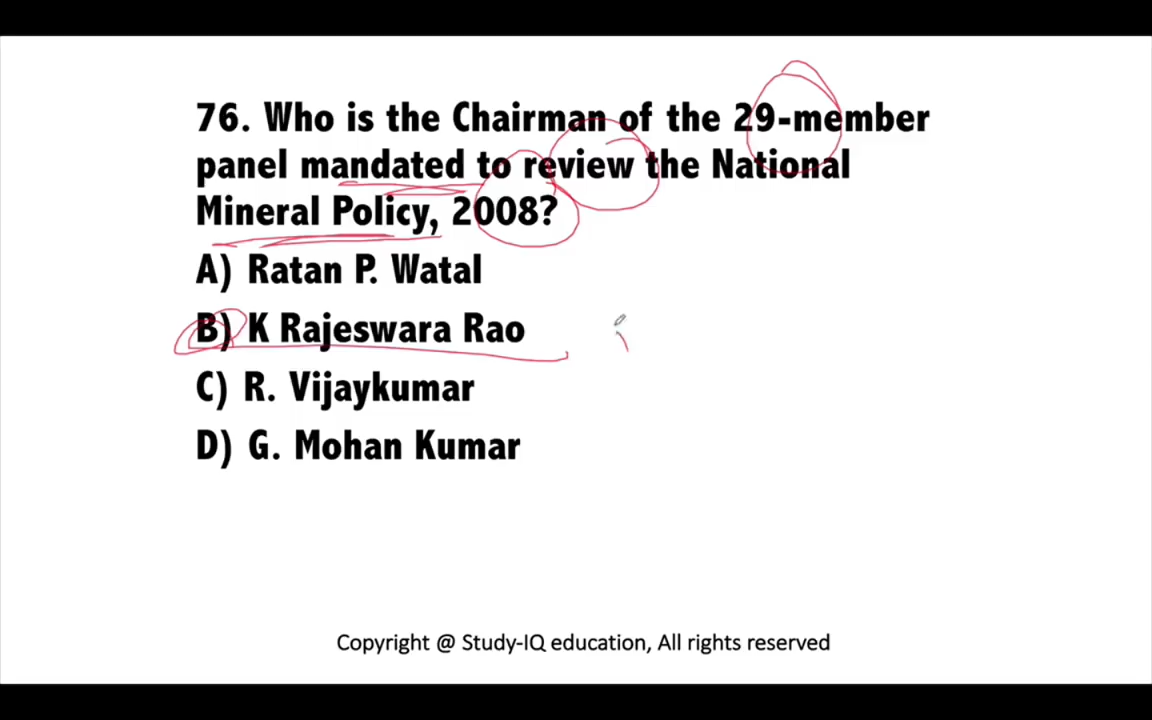 76. Who is the Chairman of the 29-member
panel mandated to review the National
Mineral Policy, 2008?
A) Ratan P. Watal
B) K Rajeswara Rao
C) R. Vijaykumar
D) G. Mohan Kumar
Copyright @ Study-IQ education, All rights reserved